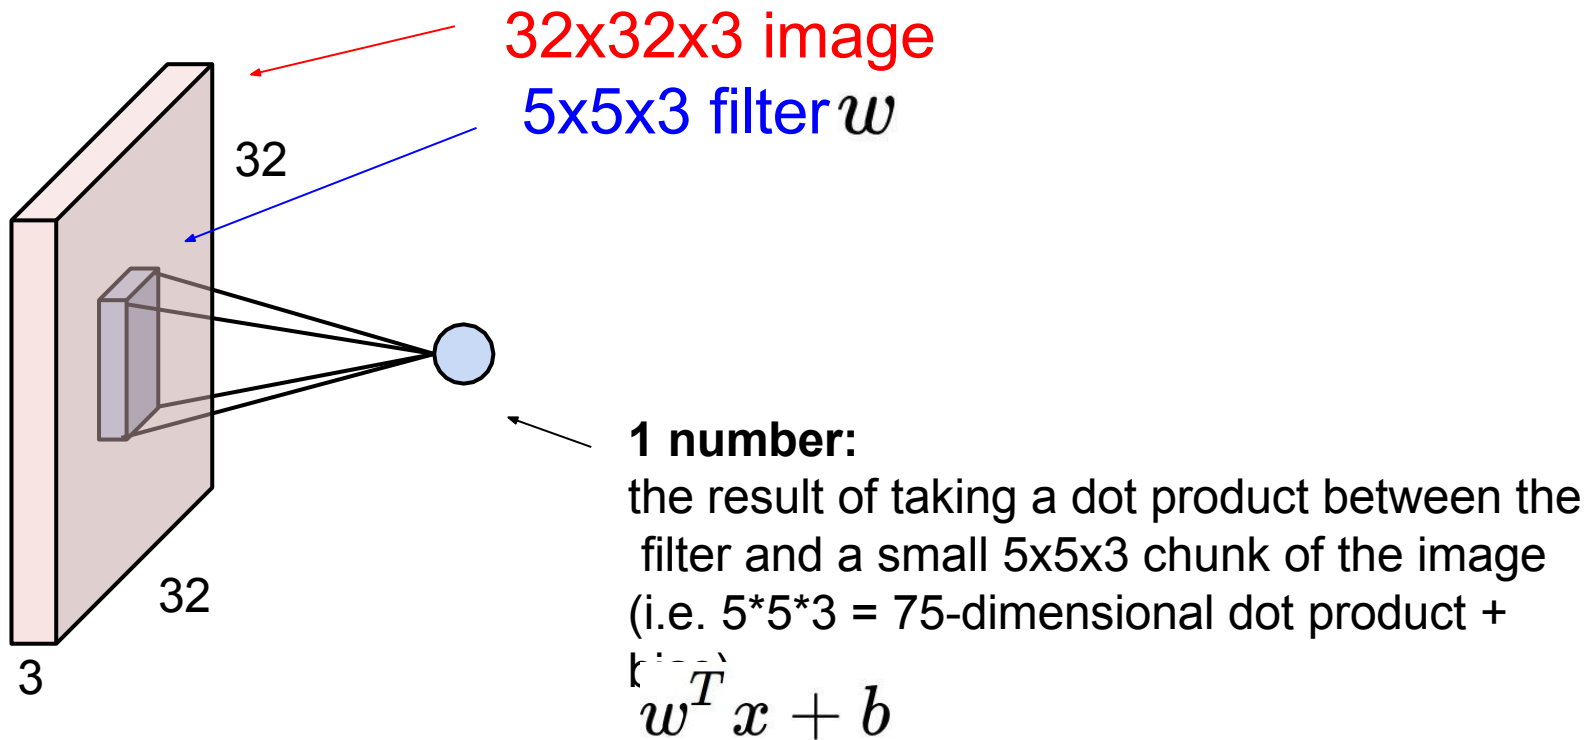 32x32x3 image
5x5x3 filter w
32
32
3
1 number:
the result of taking a dot product between the
filter and a small 5x5x3 chunk of the image
(i.e. 5*5*3 = 75-dimensional dot product +
w^T x + b